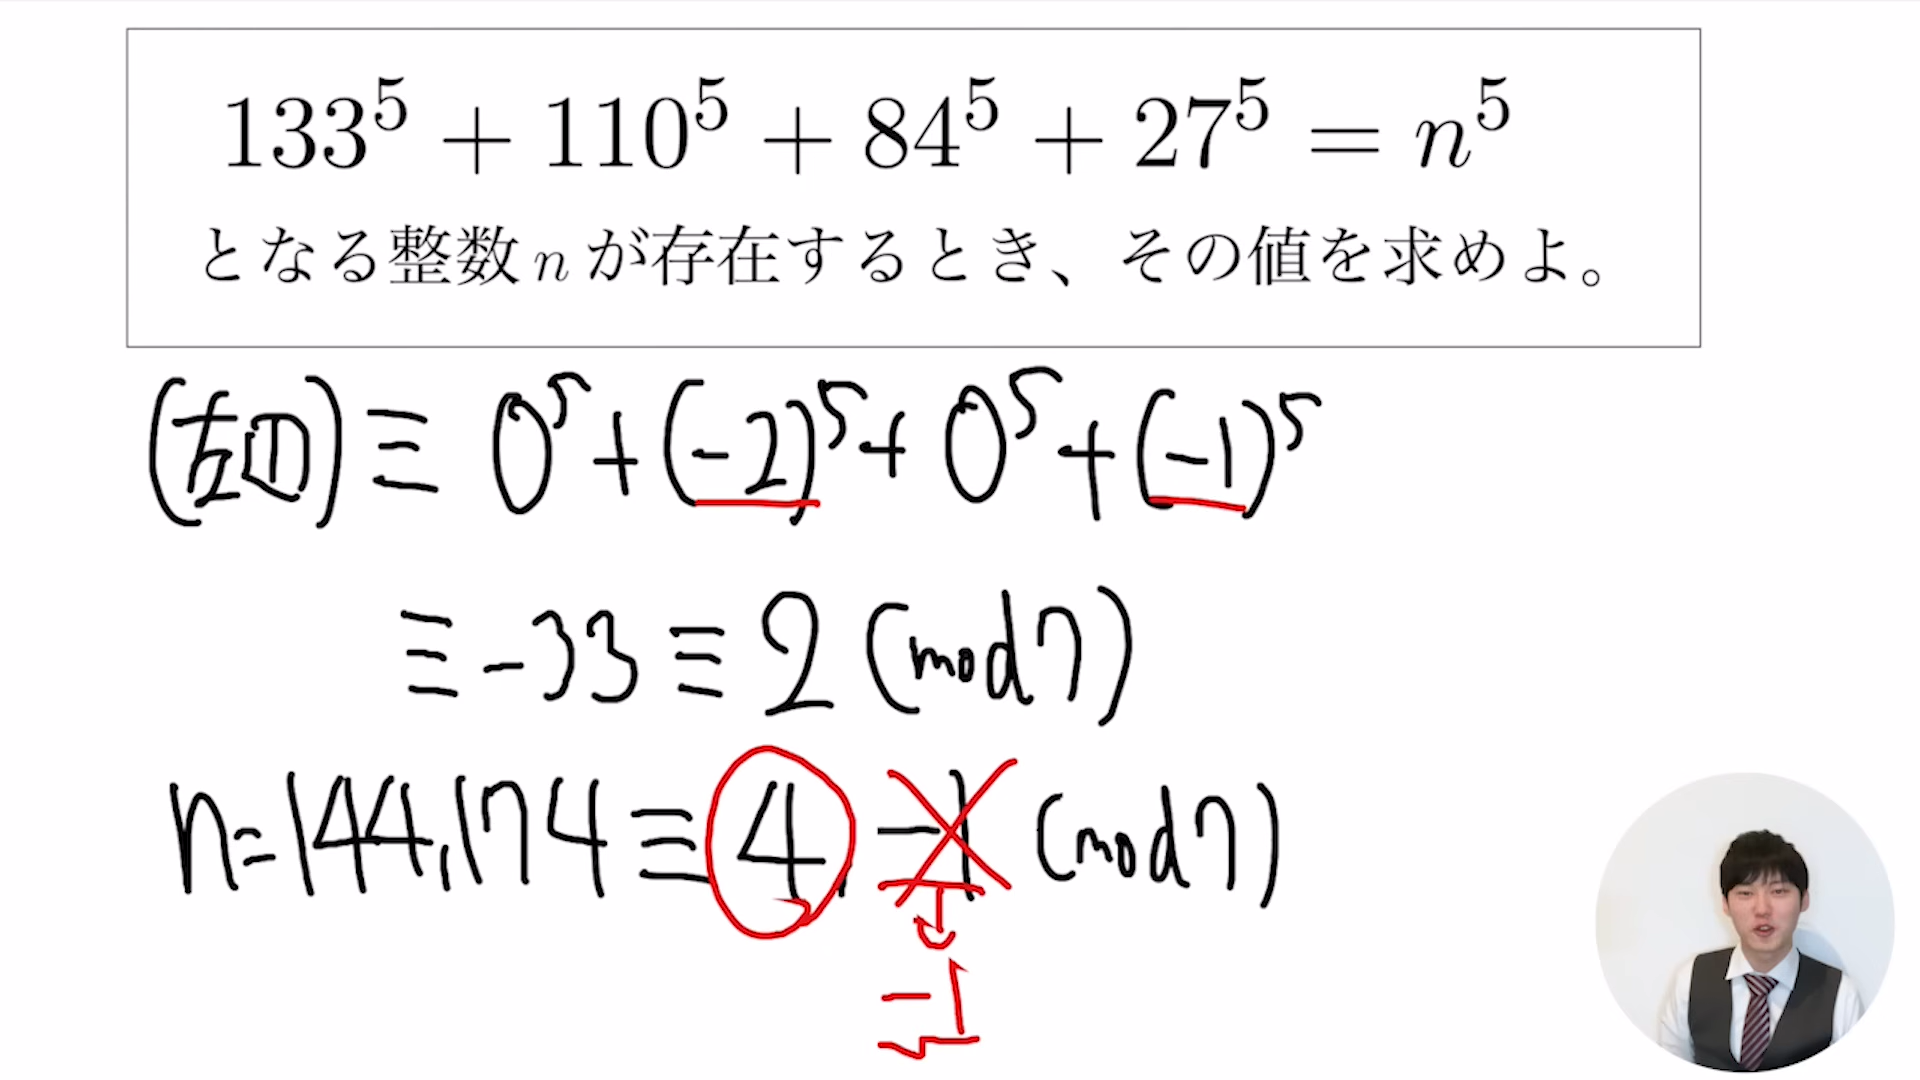 133⁵ + 110⁵ + 84⁵ + 27⁵ = n⁵
となる整数 n が存在するとき、その値を求めよ。
(左辺) ≡ 0⁵ + (-2)⁵ + 0⁵ + (-1)⁵
≡ -33 ≡ 2 (mod 7)
n = 144, 174 ≡ 4, -1 (mod 7)
-1